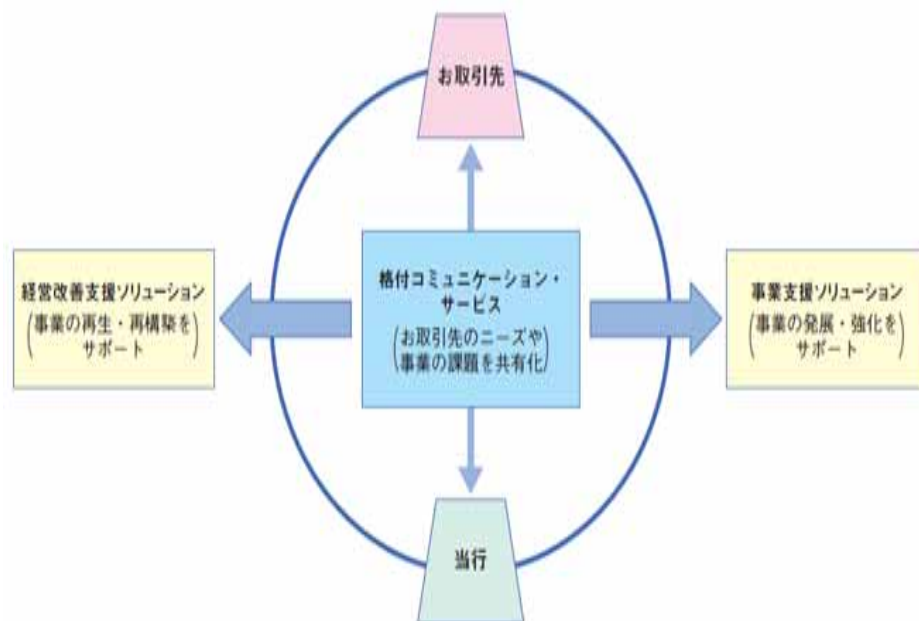 お取引先
経営改善支援ソリューション
(事業の再生・再構築を
サポート)
格付コミュニケーション・
サービス
(お取引先のニーズや
事業の課題を共有化)
事業支援ソリューション
(事業の発展・強化を
サポート)
当行